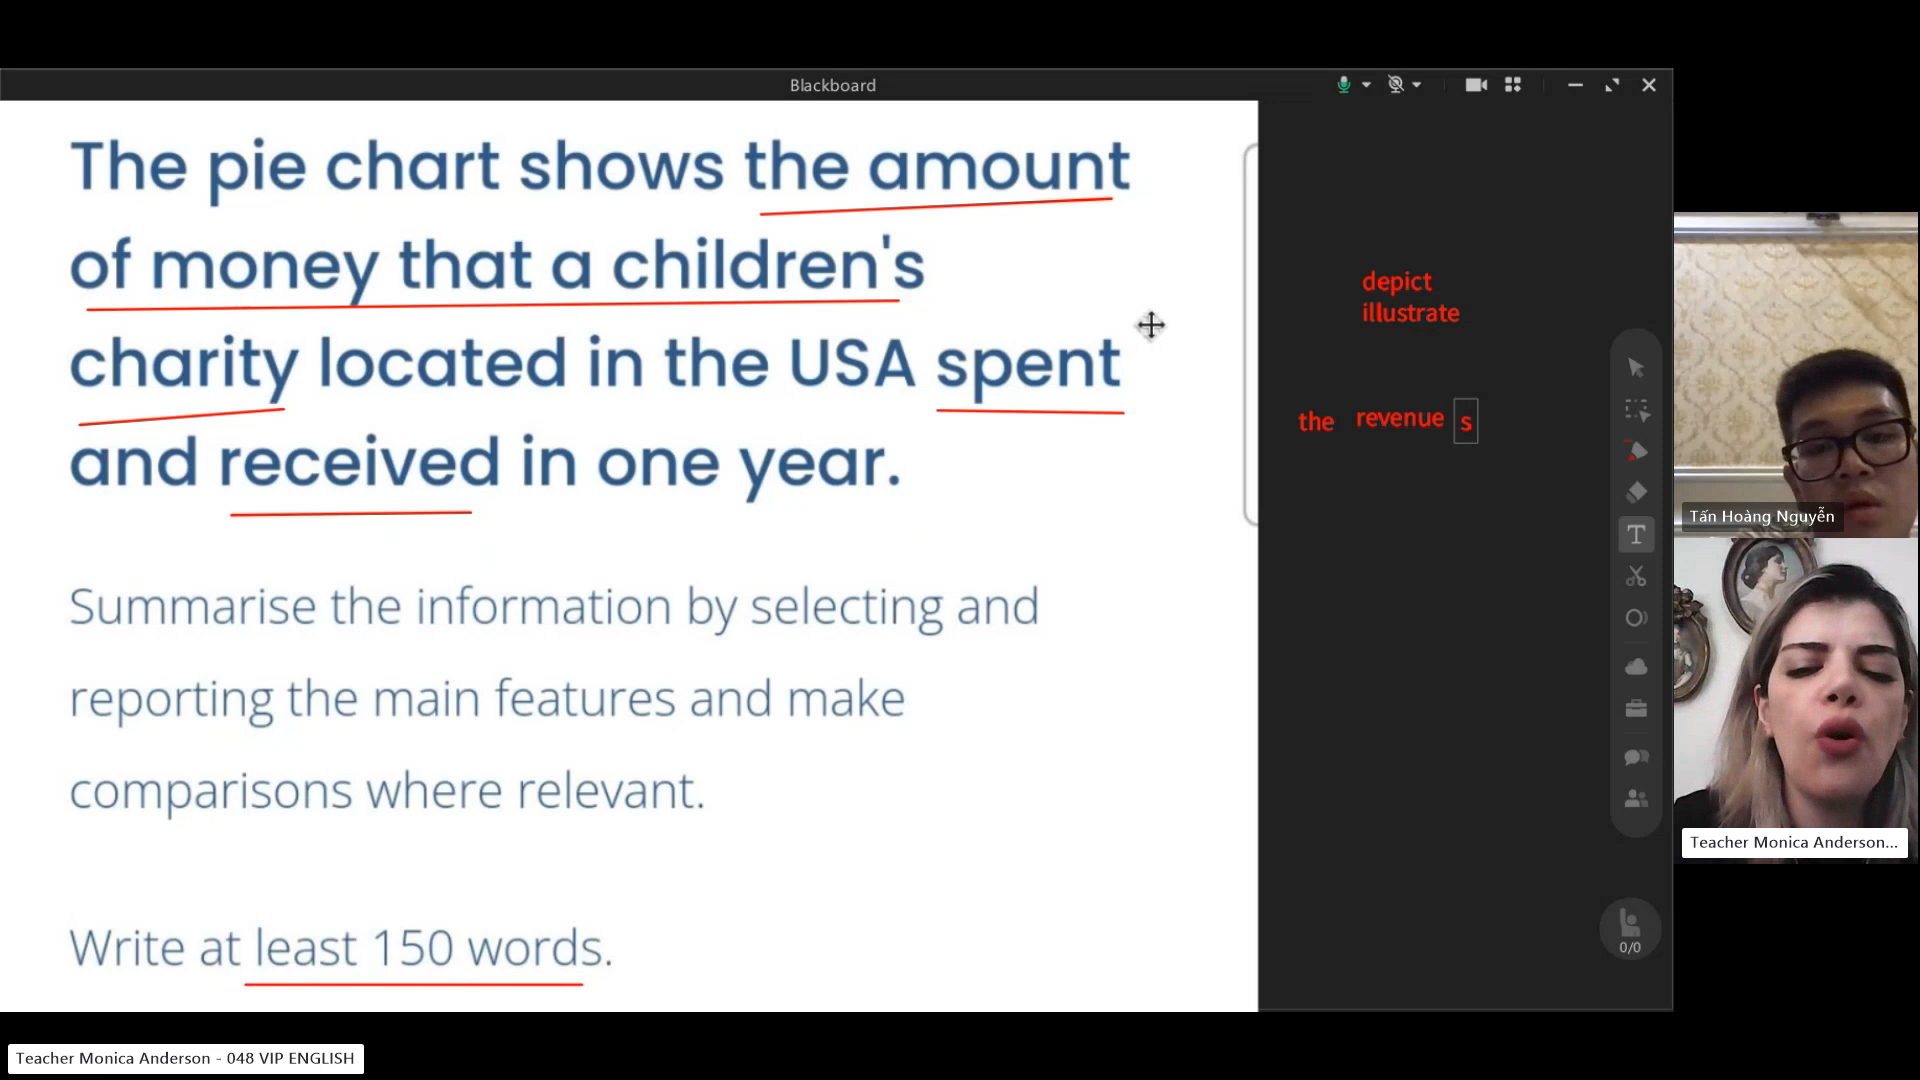 Blackboard
The pie chart shows the amount
of money that a children's
charity located in the USA spent
and received in one year.
Summarise the information by selecting and
reporting the main features and make
comparisons where relevant.
Write at least 150 words.
depict
illustrate
the revenue s
T
0/0
Tấn Hoàng Nguyễn
Teacher Monica Anderson...
Teacher Monica Anderson - 048 VIP ENGLISH